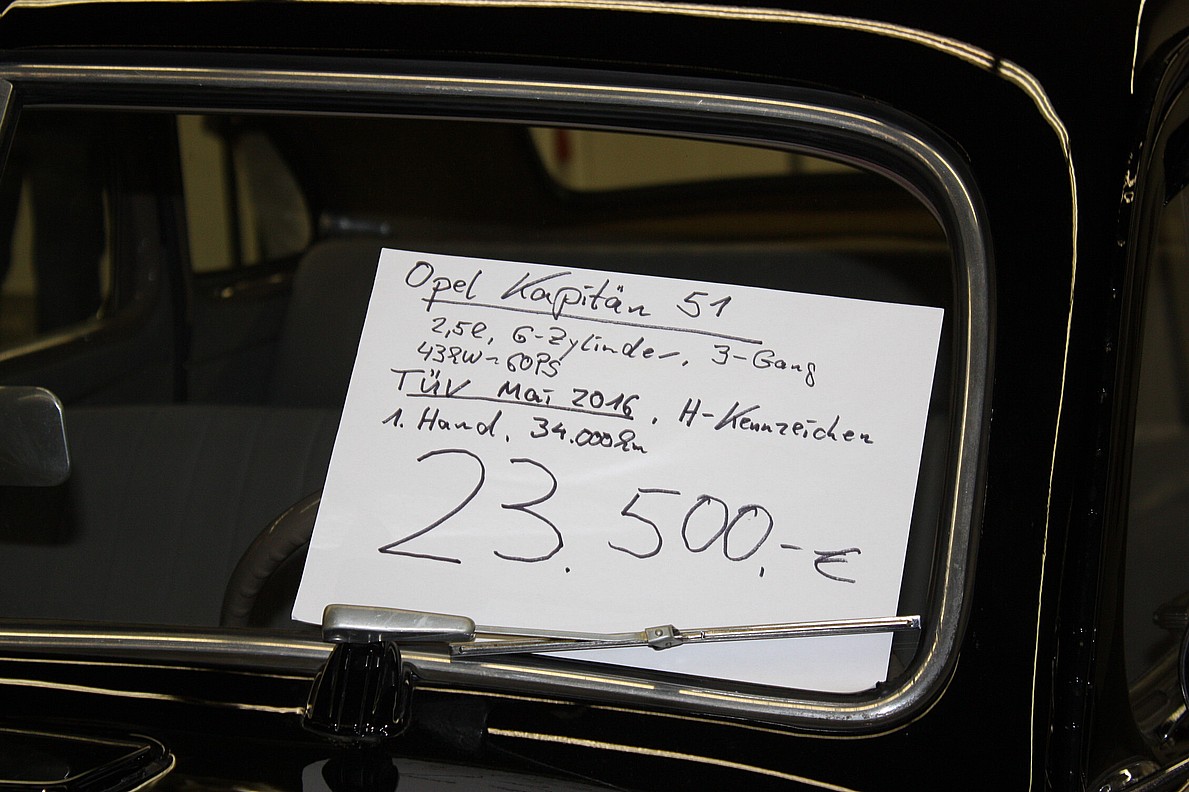 Opel Kapitän 51
2,5l, 6-Zylinder, 3-Gang
43kW ~ 60PS
TÜV Mai 2016, H-Kennzeichen
1. Hand, 34.000km
23.500,- €